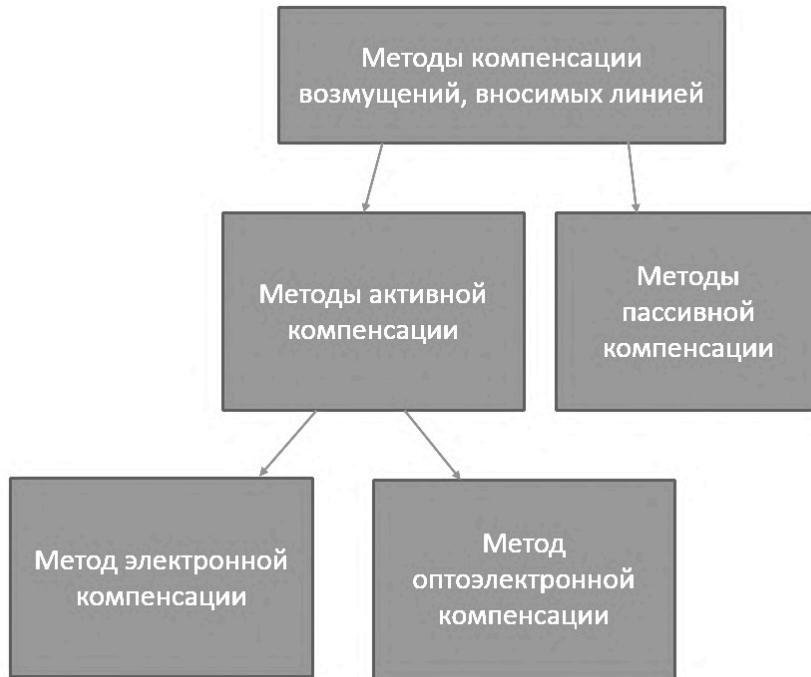 Методы компенсации
возмущений, вносимых линией
Методы активной
компенсации
Методы
пассивной
компенсации
Метод электронной
компенсации
Метод
оптоэлектронной
компенсации